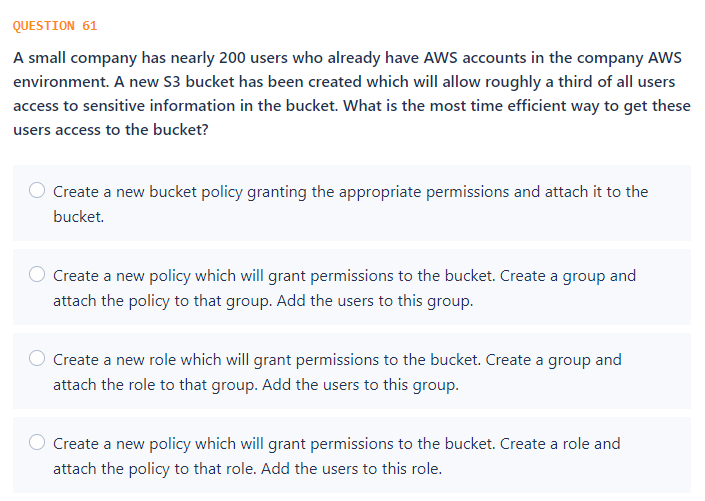 QUESTION 61
A small company has nearly 200 users who already have AWS accounts in the company AWS
environment. A new S3 bucket has been created which will allow roughly a third of all users
access to sensitive information in the bucket. What is the most time efficient way to get these
users access to the bucket?
Create a new bucket policy granting the appropriate permissions and attach it to the
bucket.
Create a new policy which will grant permissions to the bucket. Create a group and
attach the policy to that group. Add the users to this group.
Create a new role which will grant permissions to the bucket. Create a group and
attach the role to that group. Add the users to this group.
Create a new policy which will grant permissions to the bucket. Create a role and
attach the policy to that role. Add the users to this role.